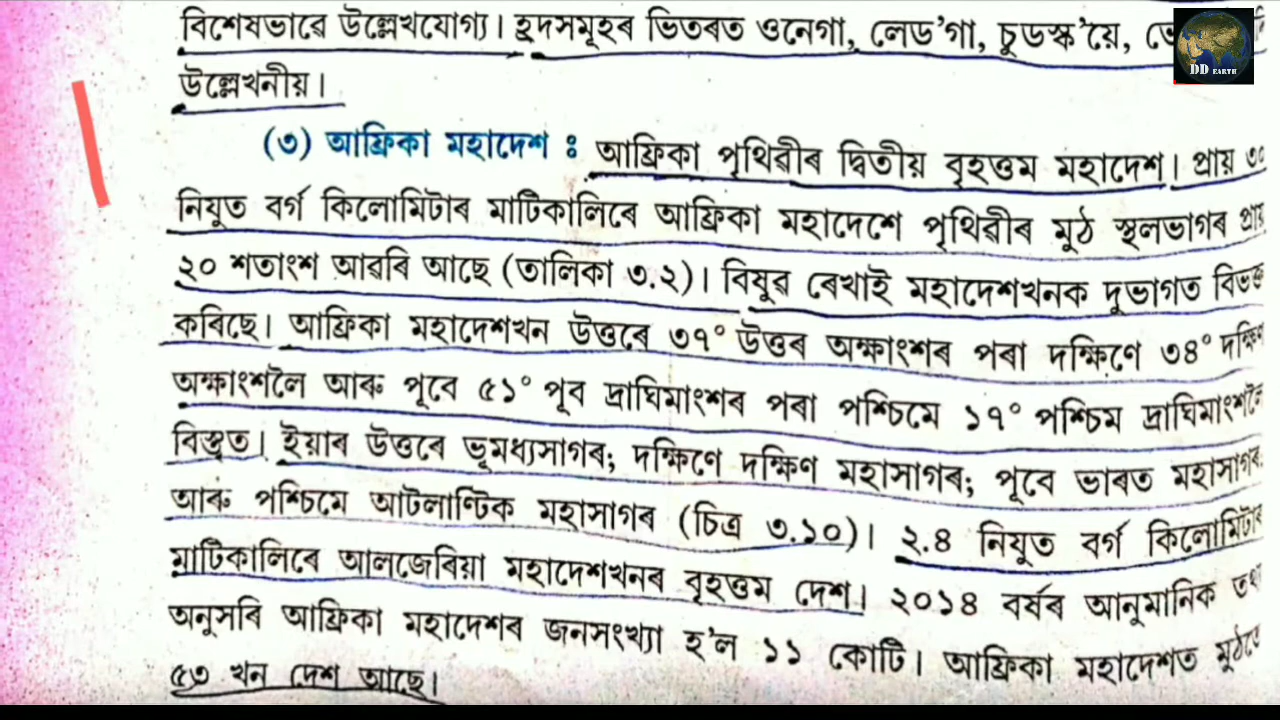 বিশেষভাৱে উল্লেখযোগ্য। হ্ৰদসমূহৰ ভিতৰত ওনেগা, লেড'গা, চুডস্ক'য়ে,
উল্লেখনীয়।
(৩) আফ্ৰিকা মহাদেশ ঃ আফ্ৰিকা পৃথিৱীৰ দ্বিতীয় বৃহত্তম মহাদেশ। প্ৰায় ৩০
নিযুত বৰ্গ কিলোমিটাৰ মাটিকালিৰে আফ্ৰিকা মহাদেশে পৃথিৱীৰ মুঠ স্থলভাগৰ প্ৰায়
২০ শতাংশ আৱৰি আছে (তালিকা ৩.২)। বিষুৱ ৰেখাই মহাদেশখনক দুভাগত বিভক্ত
কৰিছে। আফ্ৰিকা মহাদেশখন উত্তৰে ৩৭° উত্তৰ অক্ষাংশৰ পৰা দক্ষিণে ৩৪° দক্ষিণ
অক্ষাংশলৈ আৰু পূবে ৫১° পূব দ্ৰাঘিমাংশৰ পৰা পশ্চিমে ১৭° পশ্চিম দ্ৰাঘিমাংশলৈ
বিস্তৃত। ইয়াৰ উত্তৰে ভূমধ্যসাগৰ; দক্ষিণে দক্ষিণ মহাসাগৰ; পূবে ভাৰত মহাসাগৰ
আৰু পশ্চিমে আটলাণ্টিক মহাসাগৰ (চিত্ৰ ৩.১০)। ২.৪ নিযুত বৰ্গ কিলোমিটাৰ
মাটিকালিৰে আলজেৰিয়া মহাদেশখনৰ বৃহত্তম দেশ। ২০১৪ বৰ্ষৰ আনুমানিক তথ্য
অনুসৰি আফ্ৰিকা মহাদেশৰ জনসংখ্যা হ'ল ১১ কোটি। আফ্ৰিকা মহাদেশত মুঠতে
৫৩ খন দেশ আছে।
DD EARTH